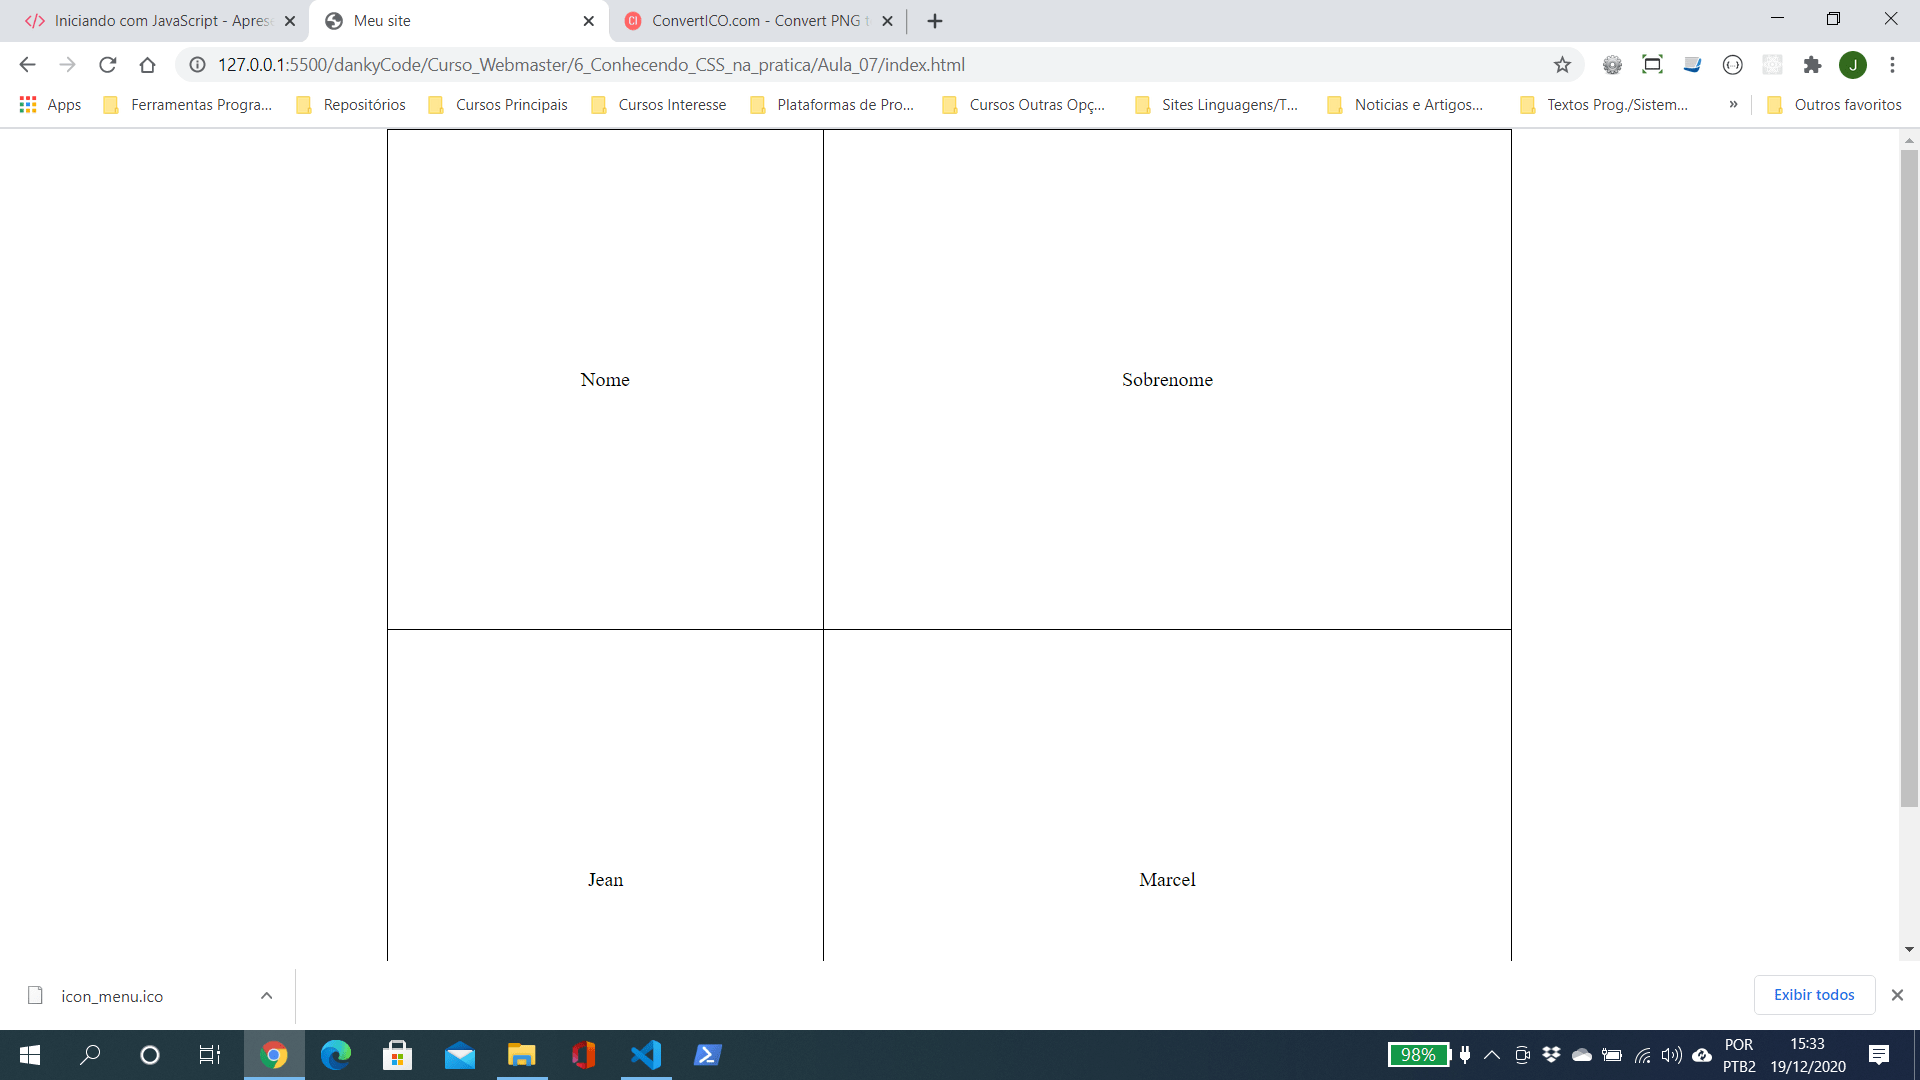 Iniciando com JavaScript - Aprese
Meu site
ConvertICO.com - Convert PNG t
127.0.0.1:5500/dankyCode/Curso_Webmaster/6_Conhecendo_CSS_na_pratica/Aula_07/index.html
J
Apps
Ferramentas Progra...
Repositórios
Cursos Principais
Cursos Interesse
Plataformas de Pro...
Cursos Outras Opç...
Sites Linguagens/T...
Noticias e Artigos...
Textos Prog./Sistem...
»
Outros favoritos
Nome
Sobrenome
Jean
Marcel
icon_menu.ico
Exibir todos
98%
POR
PTB2
15:33
19/12/2020